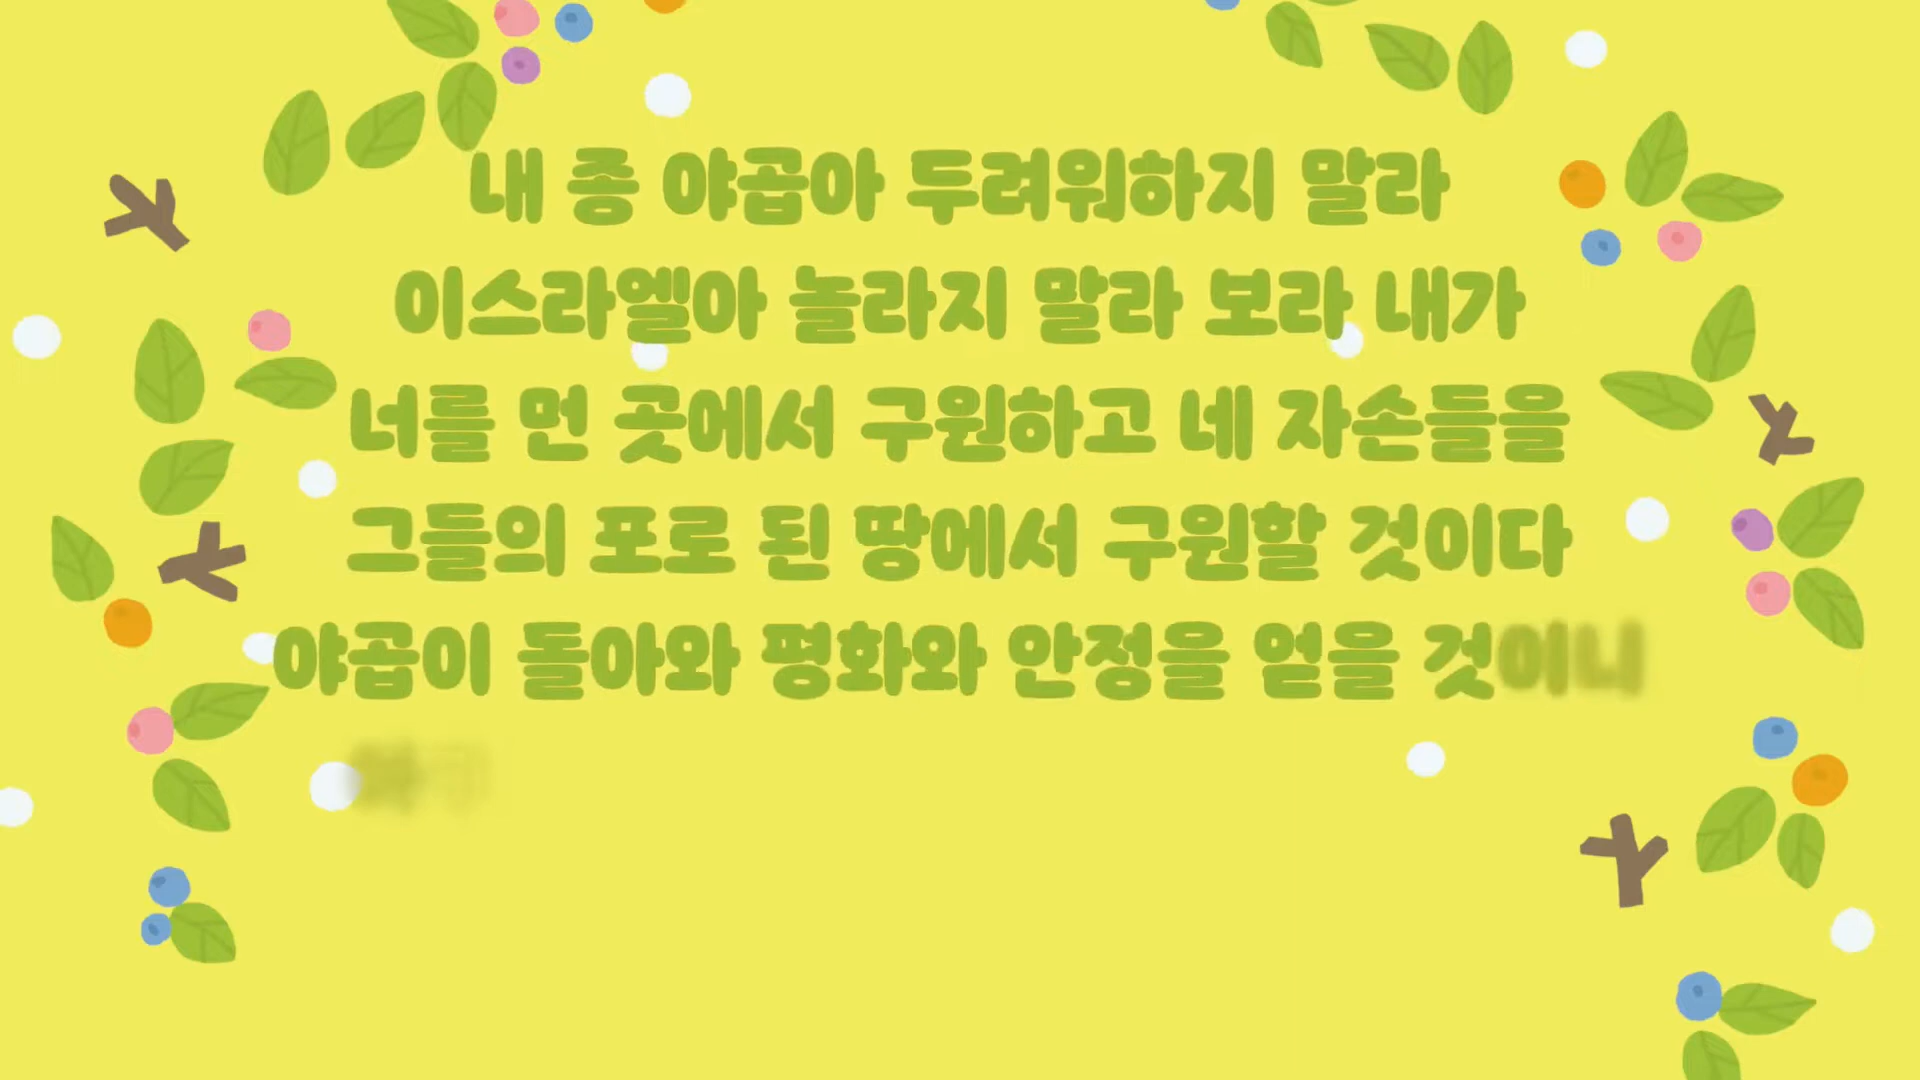 내 종 야곱아 두려워하지 말라
이스라엘아 놀라지 말라 보라 내가
너를 먼 곳에서 구원하고 네 자손들을
그들의 포로 된 땅에서 구원할 것이다
야곱이 돌아와 평화와 안정을 얻을 것이니